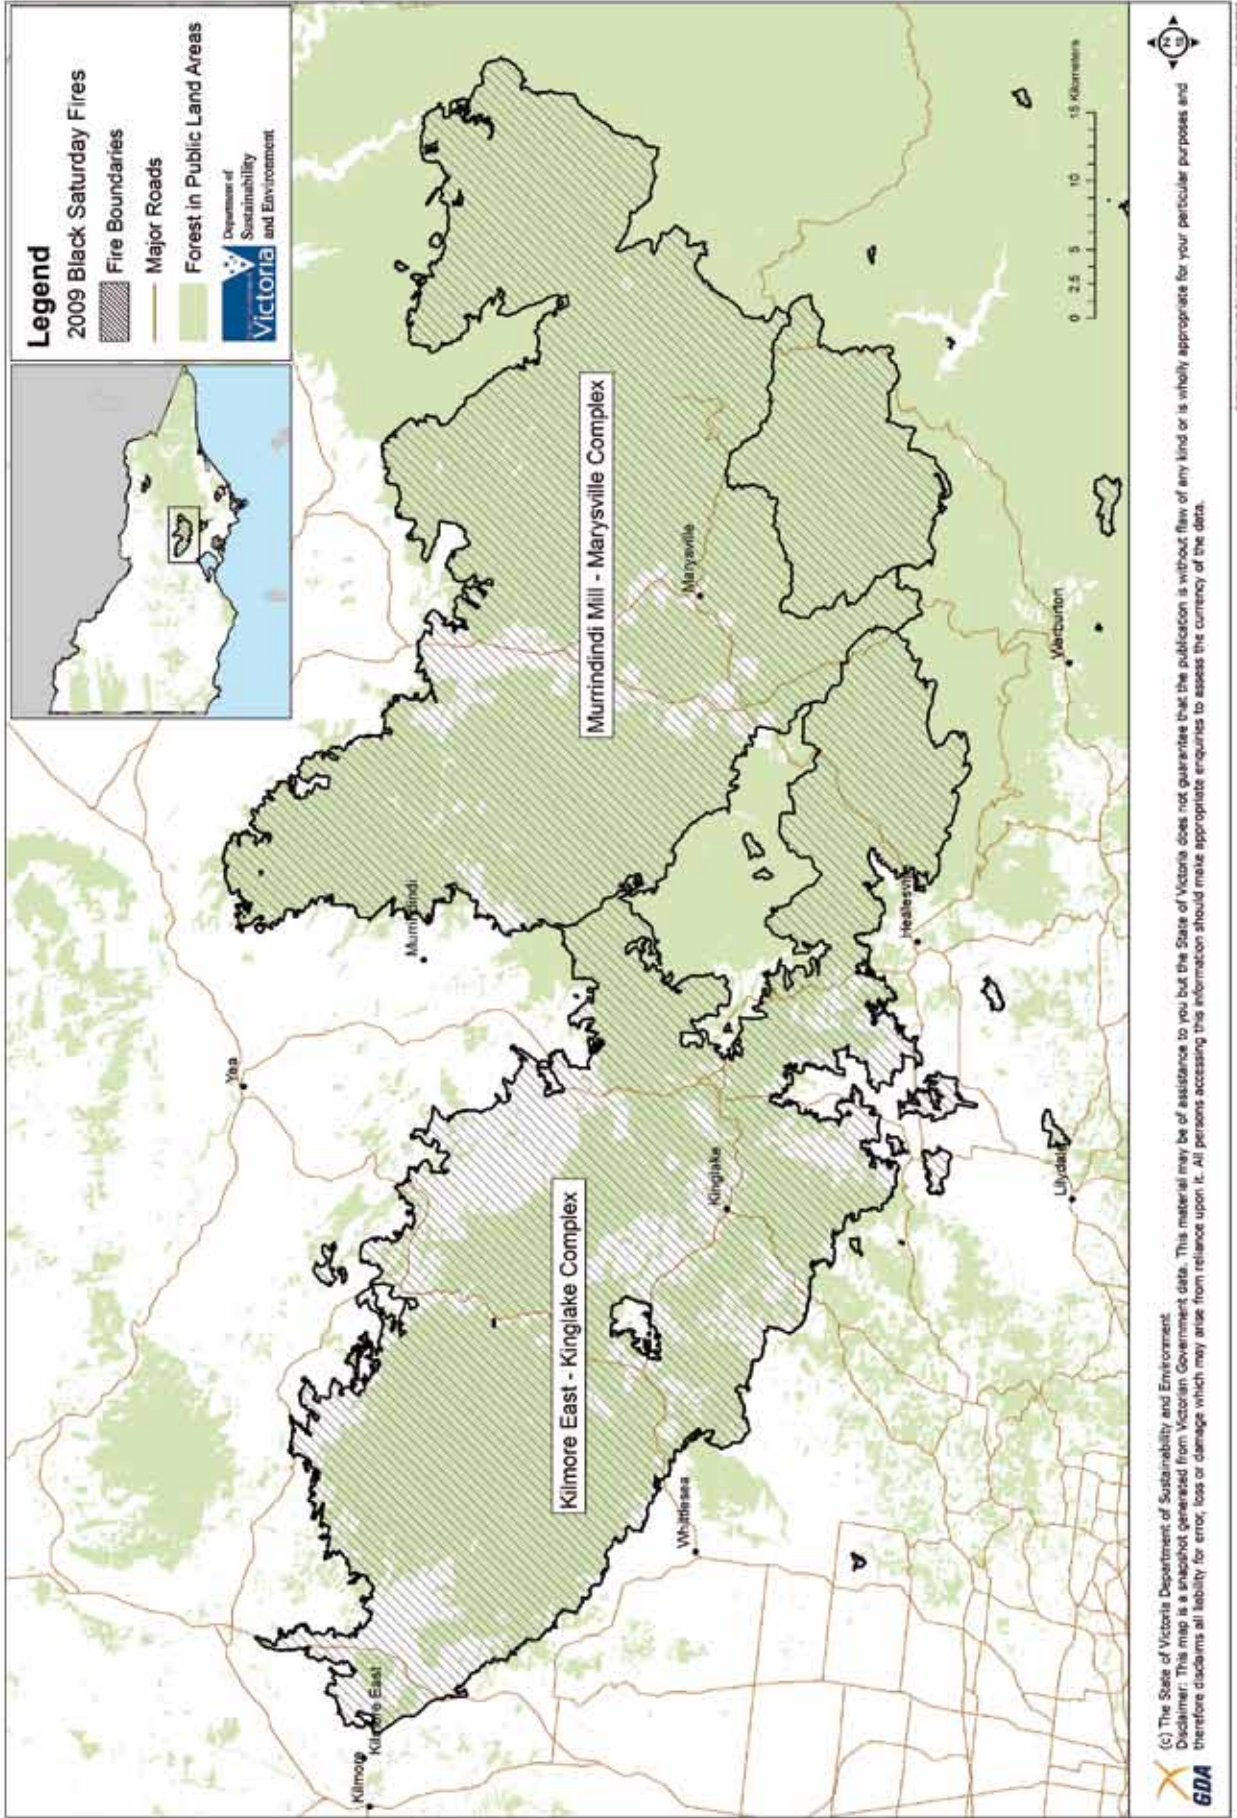 Legend
2009 Black Saturday Fires
Fire Boundaries
Major Roads
Forest in Public Land Areas
Victoria
Department of
Sustainability
and Environment
Yea
Murrindindi
Murrindindi Mill - Marysville Complex
Marysville
Kilmore East - Kinglake Complex
Kinglake
Kilmore
Kilmore East
Whittlesea
Healesville
Warburton
Lilydale
0 2.5 5 10 15 Kilometers
N
GDA
(c) The State of Victoria Department of Sustainability and Environment
Disclaimer: This map is a snapshot generated from Victorian Government data. This material may be of assistance to you but the State of Victoria does not guarantee that the publication is without flaw of any kind or is wholly appropriate for your particular purposes and
therefore disclaims all liability for error, loss or damage which may arise from reliance upon it. All persons accessing this information should make appropriate enquiries to assess the currency of the data.